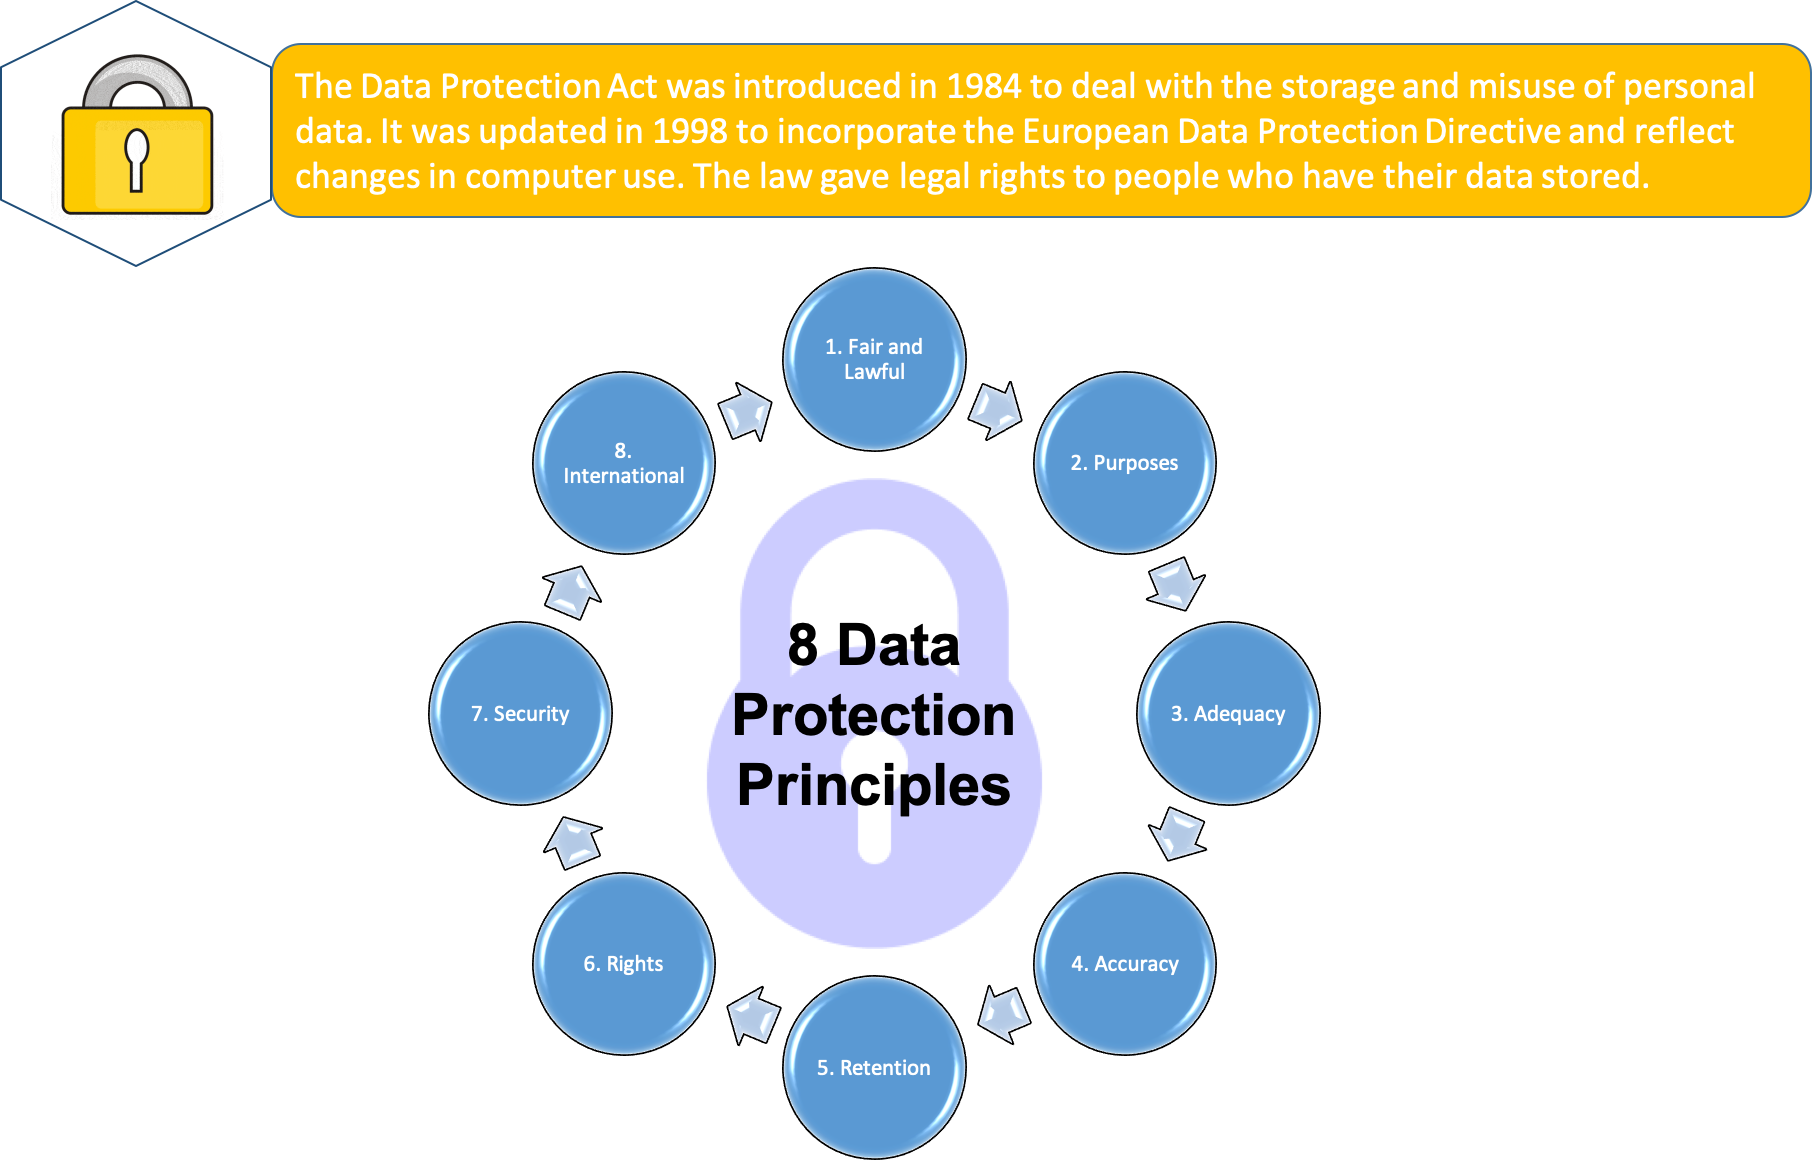 The Data Protection Act was introduced in 1984 to deal with the storage and misuse of personal
data. It was updated in 1998 to incorporate the European Data Protection Directive and reflect
changes in computer use. The law gave legal rights to people who have their data stored.
1. Fair and
Lawful
2. Purposes
3. Adequacy
4. Accuracy
5. Retention
6. Rights
7. Security
8.
International
8 Data
Protection
Principles